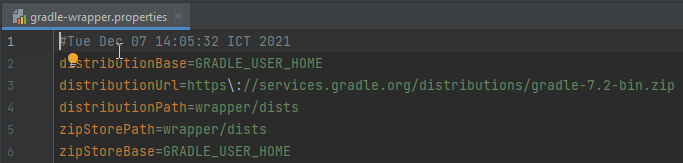 gradle-wrapper.properties
1 #Tue Dec 07 14:05:32 ICT 2021
2 distributionBase=GRADLE_USER_HOME
3 distributionUrl=https\://services.gradle.org/distributions/gradle-7.2-bin.zip
4 distributionPath=wrapper/dists
5 zipStorePath=wrapper/dists
6 zipStoreBase=GRADLE_USER_HOME